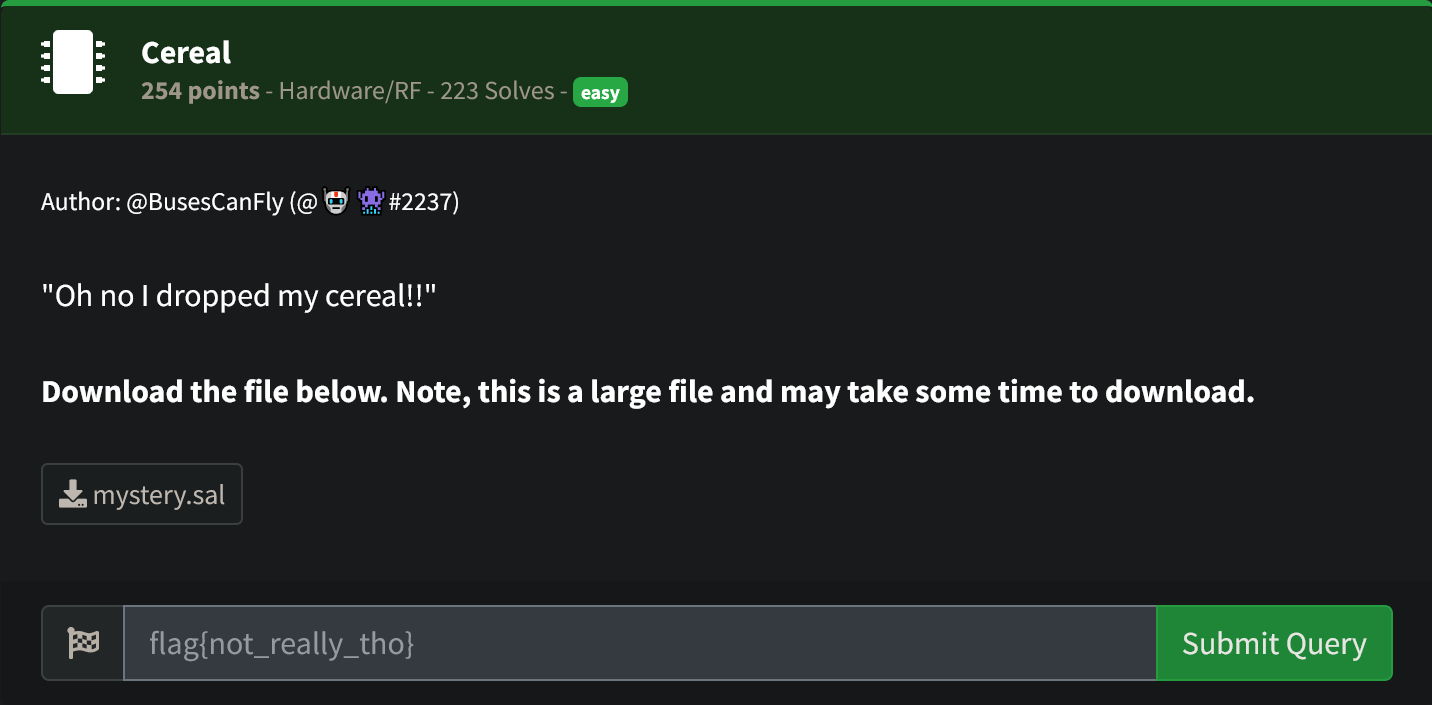 Cereal
254 points - Hardware/RF - 223 Solves - easy
Author: @BusesCanFly (@🤖 👾#2237)
"Oh no I dropped my cereal!!"
Download the file below. Note, this is a large file and may take some time to download.
mystery.sal
flag{not_really_tho}
Submit Query